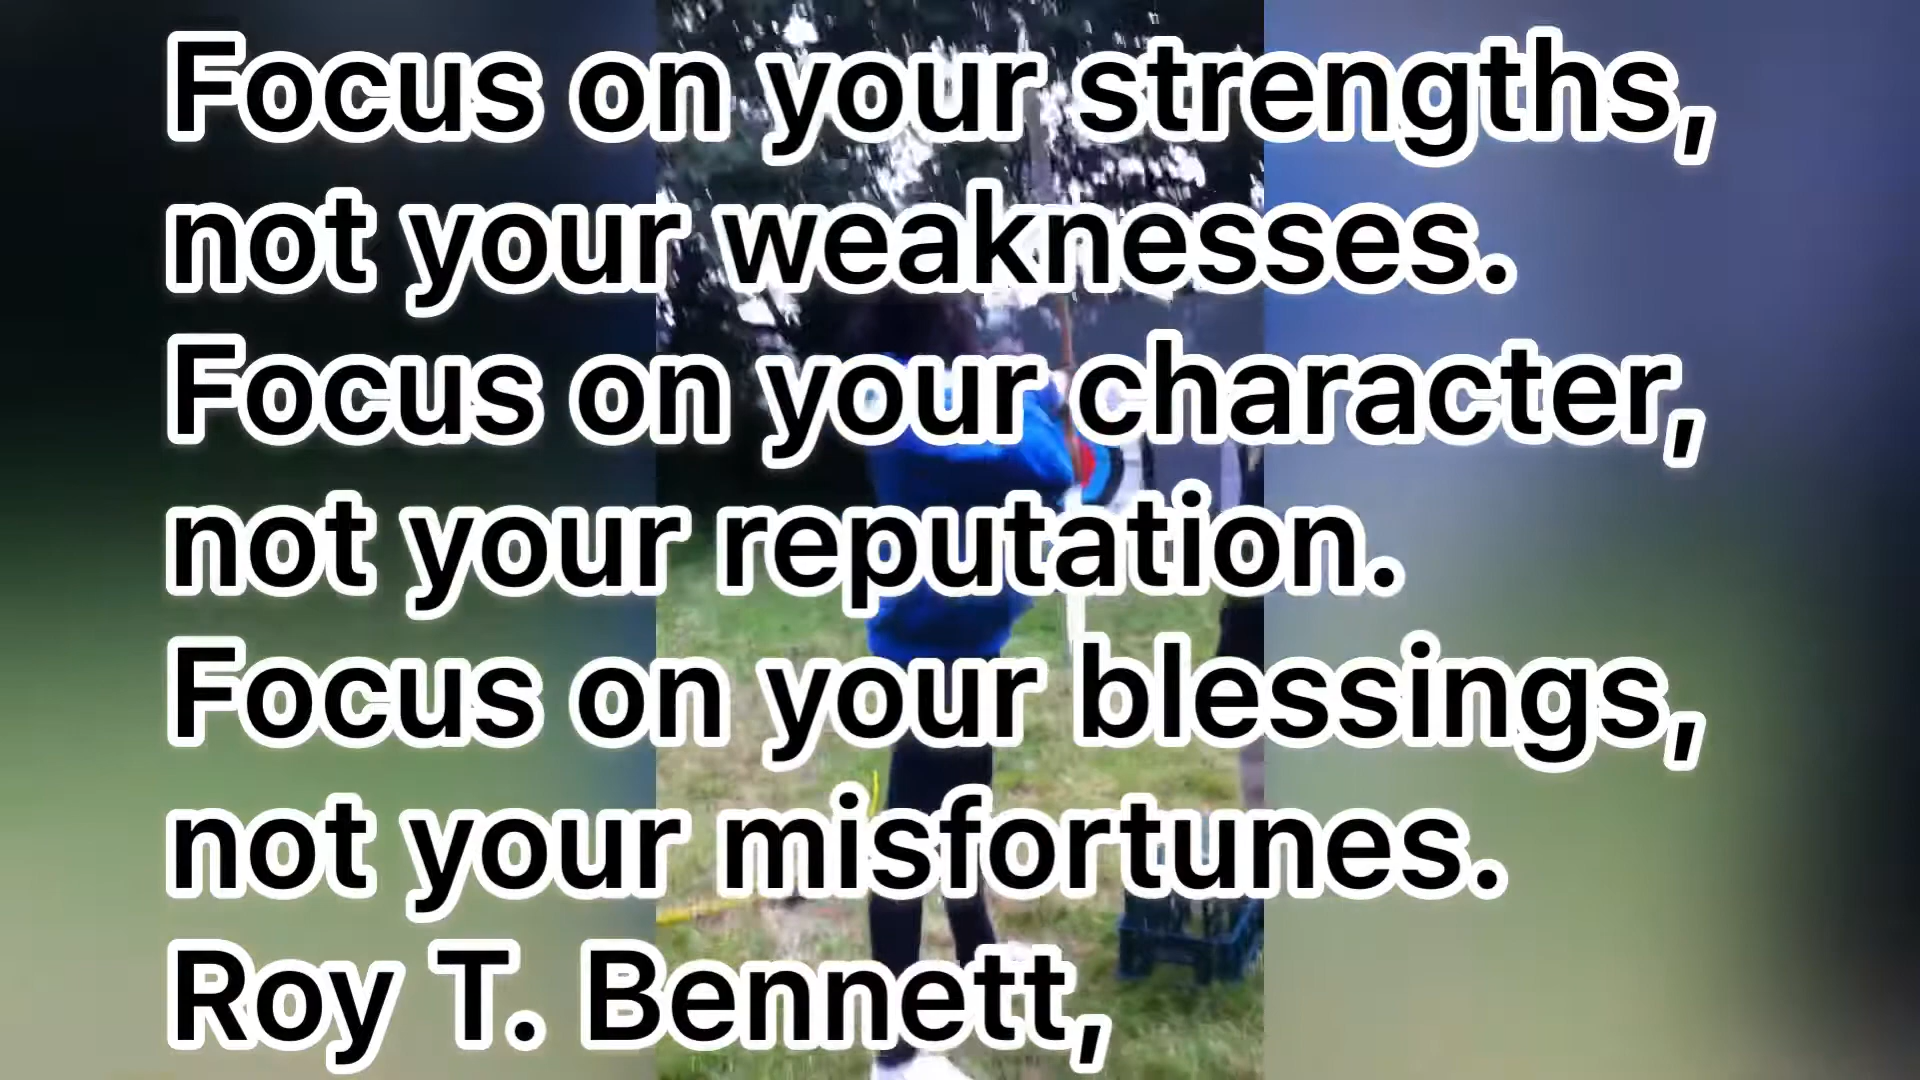 Focus on your strengths,
not your weaknesses.
Focus on your character,
not your reputation.
Focus on your blessings,
not your misfortunes.
Roy T. Bennett,